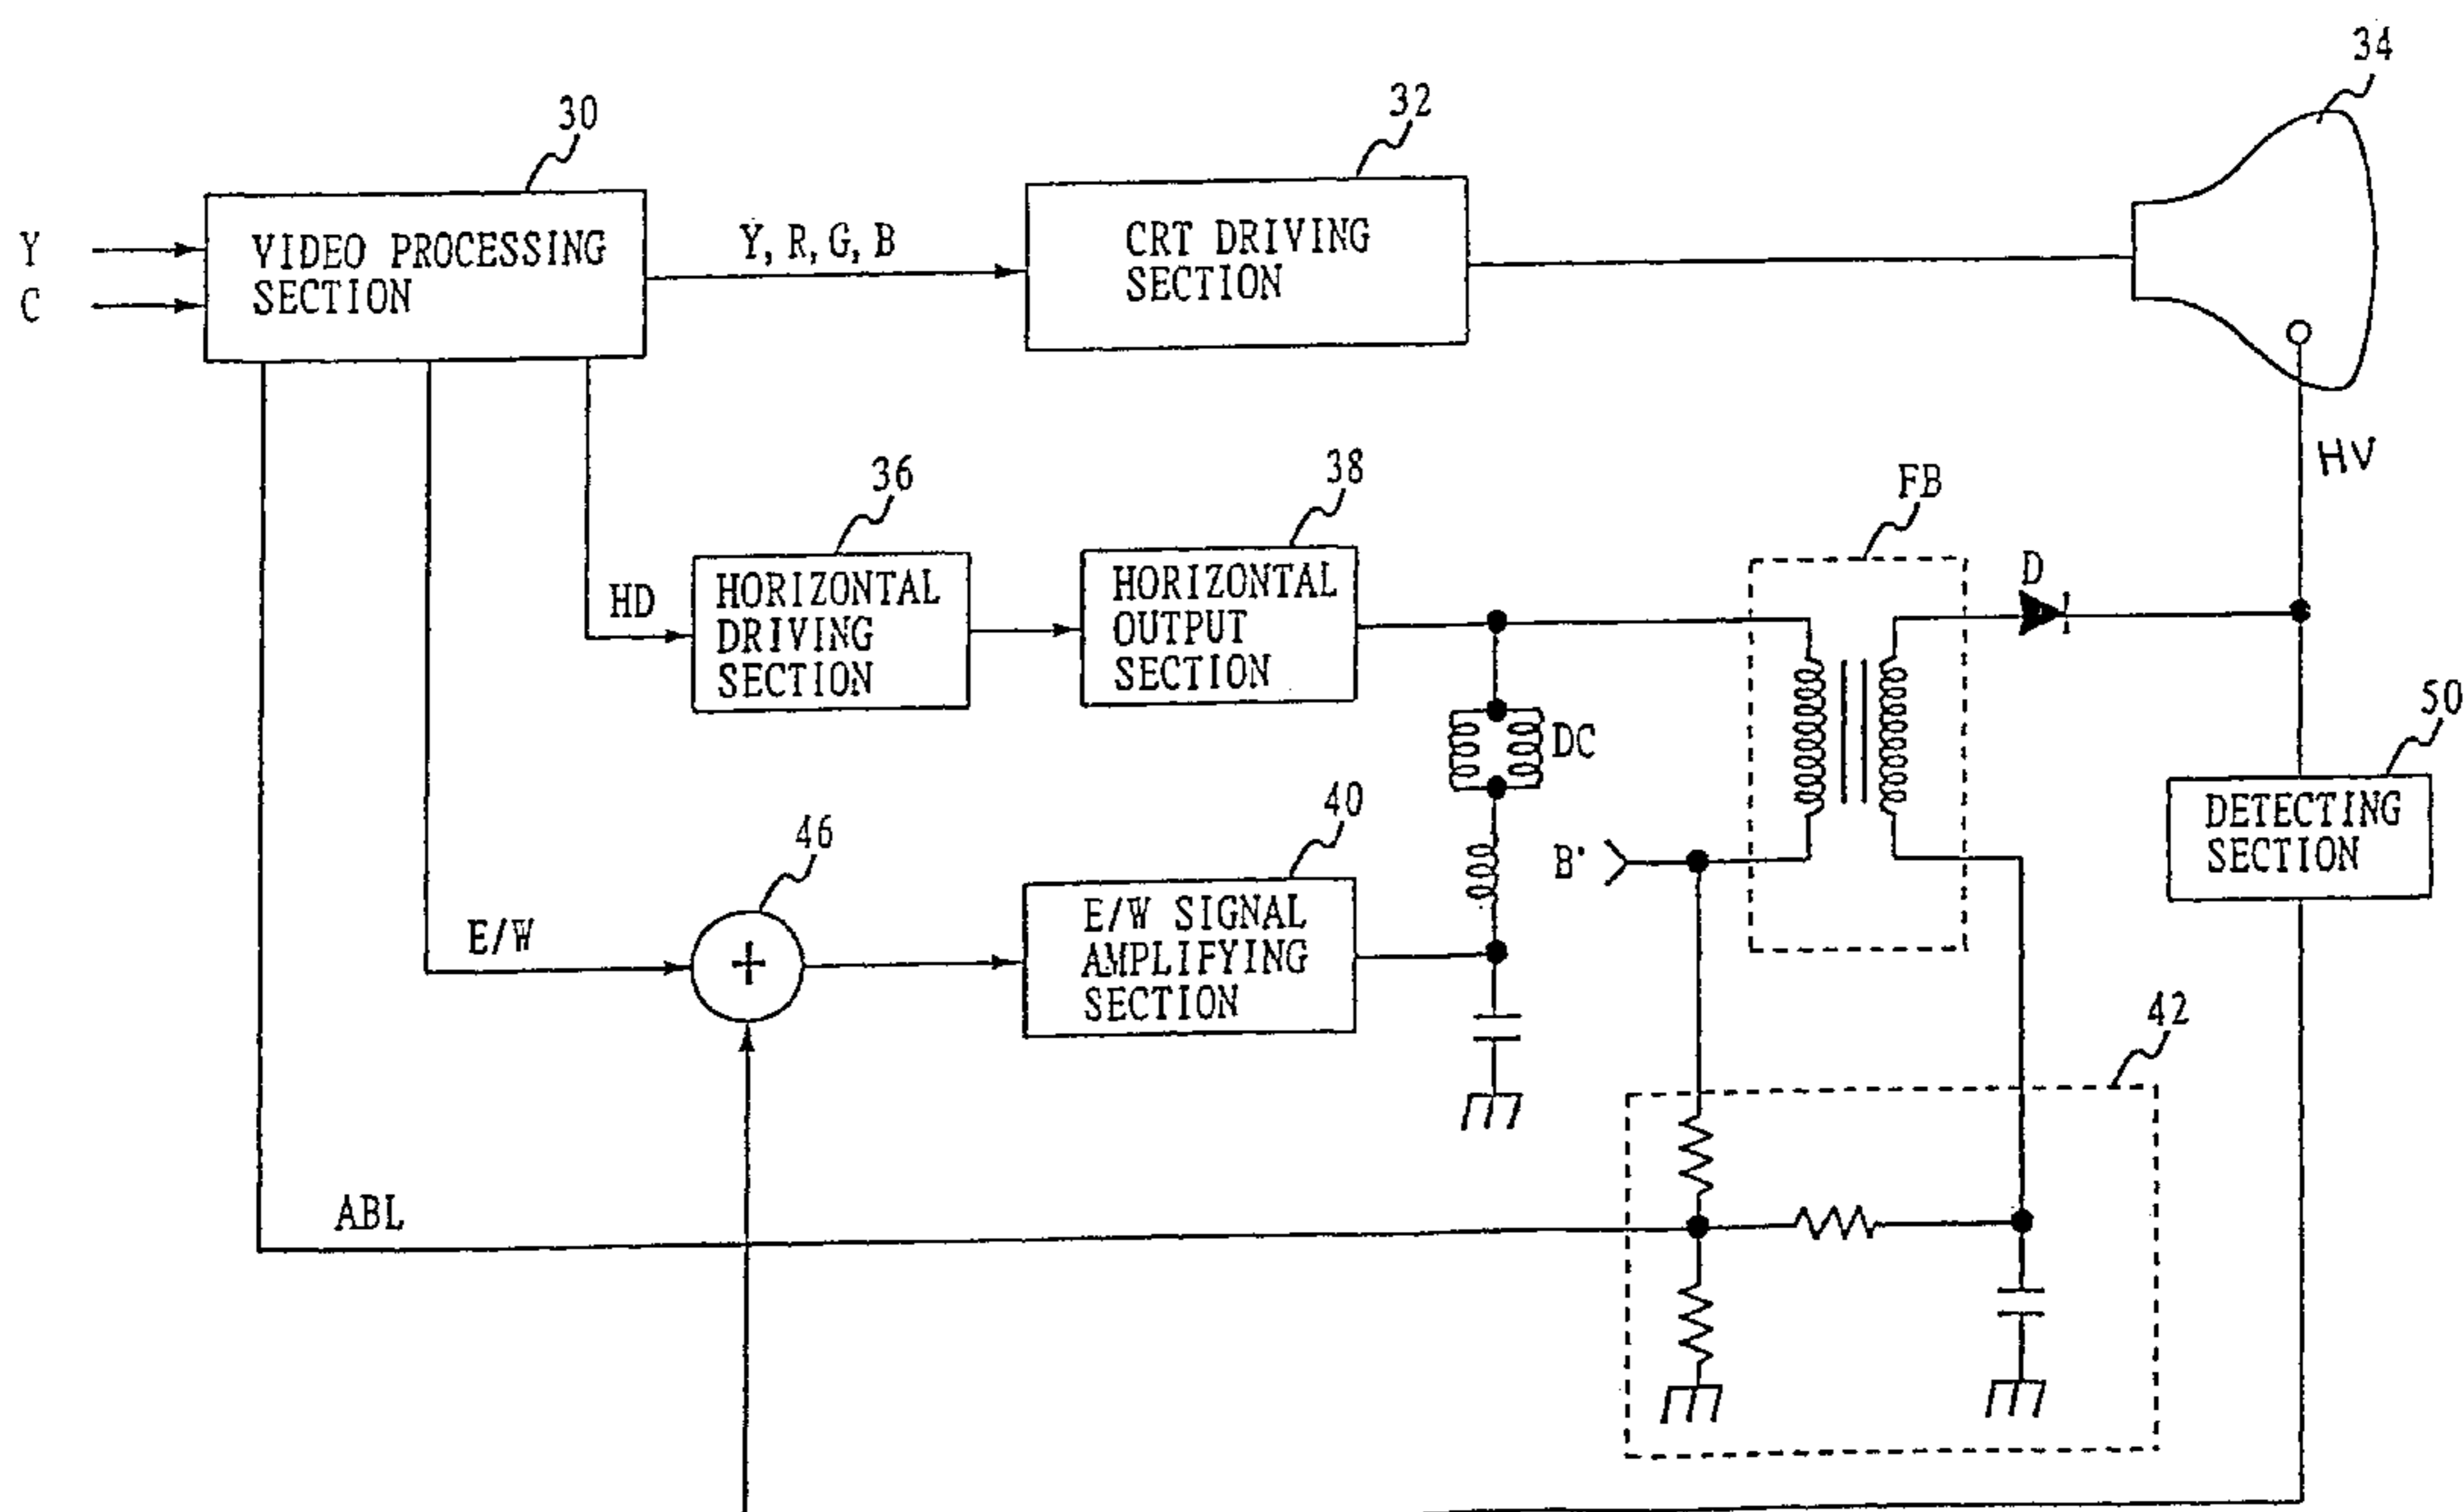 34
30
32
Y
C
VIDEO PROCESSING
SECTION
Y, R, G, B
CRT DRIVING
SECTION
HV
36
38
FB
HD
HORIZONTAL
DRIVING
SECTION
HORIZONTAL
OUTPUT
SECTION
D
50
DC
DETECTING
SECTION
46
40
B'
E/W
+
E/W SIGNAL
AMPLIFYING
SECTION
42
ABL